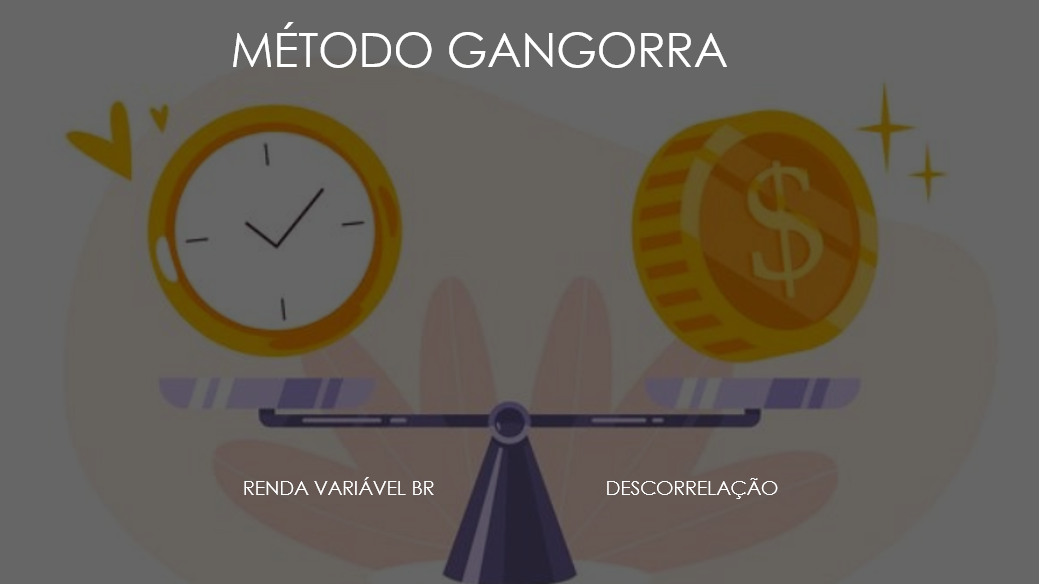 MÉTODO GANGORRA
RENDA VARIÁVEL BR
DESCORRELAÇÃO